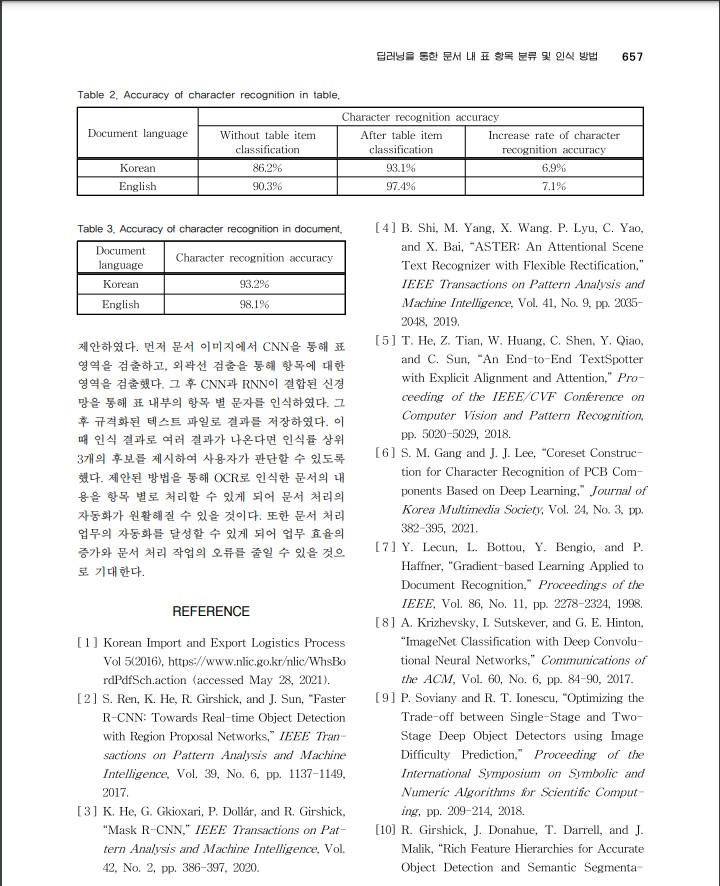 딥러닝을 통한 문서 내 표 항목 분류 및 인식 방법 657
Table 2. Accuracy of character recognition in table.
Document language
Character recognition accuracy
Without table item classification
After table item classification
Increase rate of character recognition accuracy
Korean 86.2% 93.1% 6.9%
English 90.3% 97.4% 7.1%
Table 3. Accuracy of character recognition in document.
Document language
Character recognition accuracy
Korean 93.2%
English 98.1%
제안하였다. 먼저 문서 이미지에서 CNN을 통해 표
영역을 검출하고, 외곽선 검출을 통해 항목에 대한
영역을 검출했다. 그 후 CNN과 RNN이 결합된 신경
망을 통해 표 내부의 항목 별 문자를 인식하였다. 그
후 규격화된 텍스트 파일로 결과를 저장하였다. 이
때 인식 결과로 여러 결과가 나온다면 인식률 상위
3개의 후보를 제시하여 사용자가 판단할 수 있도록
했다. 제안된 방법을 통해 OCR로 인식한 문서의 내
용을 항목 별로 처리할 수 있게 되어 문서 처리의
자동화가 원활해질 수 있을 것이다. 또한 문서 처리
업무의 자동화를 달성할 수 있게 되어 업무 효율의
증가와 문서 처리 작업의 오류를 줄일 수 있을 것으
로 기대한다.
REFERENCE
[ 1 ] Korean Import and Export Logistics Process
Vol 5(2016), https://www.nlic.go.kr/nlic/WhsBo
rdPdfSch.action (accessed May 28, 2021).
[ 2 ] S. Ren, K. He, R. Girshick, and J. Sun, “Faster
R-CNN: Towards Real-time Object Detection
with Region Proposal Networks,” IEEE Tran-
sactions on Pattern Analysis and Machine
Intelligence, Vol. 39, No. 6, pp. 1137-1149,
2017.
[ 3 ] K. He, G. Gkioxari, P. Dollár, and R. Girshick,
“Mask R-CNN,” IEEE Transactions on Pat-
tern Analysis and Machine Intelligence, Vol.
42, No. 2, pp. 386-397, 2020.
[ 4 ] B. Shi, M. Yang, X. Wang. P. Lyu, C. Yao,
and X. Bai, “ASTER: An Attentional Scene
Text Recognizer with Flexible Rectification,”
IEEE Transactions on Pattern Analysis and
Machine Intelligence, Vol. 41, No. 9, pp. 2035-
2048, 2019.
[ 5 ] T. He, Z. Tian, W. Huang, C. Shen, Y. Qiao,
and C. Sun, “An End-to-End TextSpotter
with Explicit Alignment and Attention,” Pro-
ceeding of the IEEE/CVF Conference on
Computer Vision and Pattern Recognition,
pp. 5020-5029, 2018.
[ 6 ] S. M. Gang and J. J. Lee, “Coreset Construc-
tion for Character Recognition of PCB Com-
ponents Based on Deep Learning,” Journal of
Korea Multimedia Society, Vol. 24, No. 3, pp.
382-395, 2021.
[ 7 ] Y. Lecun, L. Bottou, Y. Bengio, and P.
Haffner, “Gradient-based Learning Applied to
Document Recognition,” Proceedings of the
IEEE, Vol. 86, No. 11, pp. 2278-2324, 1998.
[ 8 ] A. Krizhevsky, I. Sutskever, and G. E. Hinton,
“ImageNet Classification with Deep Convolu-
tional Neural Networks,” Communications of
the ACM, Vol. 60, No. 6, pp. 84-90, 2017.
[ 9 ] P. Soviany and R. T. Ionescu, “Optimizing the
Trade-off between Single-Stage and Two-
Stage Deep Object Detectors using Image
Difficulty Prediction,” Proceeding of the
International Symposium on Symbolic and
Numeric Algorithms for Scientific Comput-
ing, pp. 209-214, 2018.
[10] R. Girshick, J. Donahue, T. Darrell, and J.
Malik, “Rich Feature Hierarchies for Accurate
Object Detection and Semantic Segmenta-